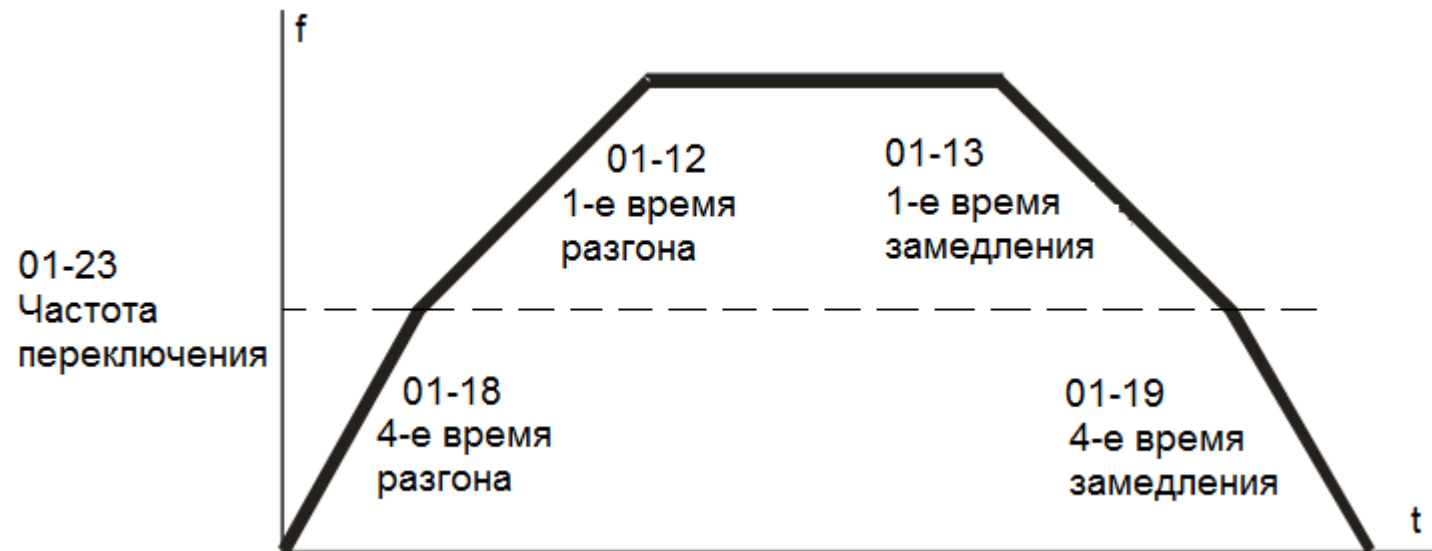 f
01-12
1-е время
разгона
01-13
1-е время
замедления
01-23
Частота
переключения
01-18
4-е время
разгона
01-19
4-е время
замедления
t